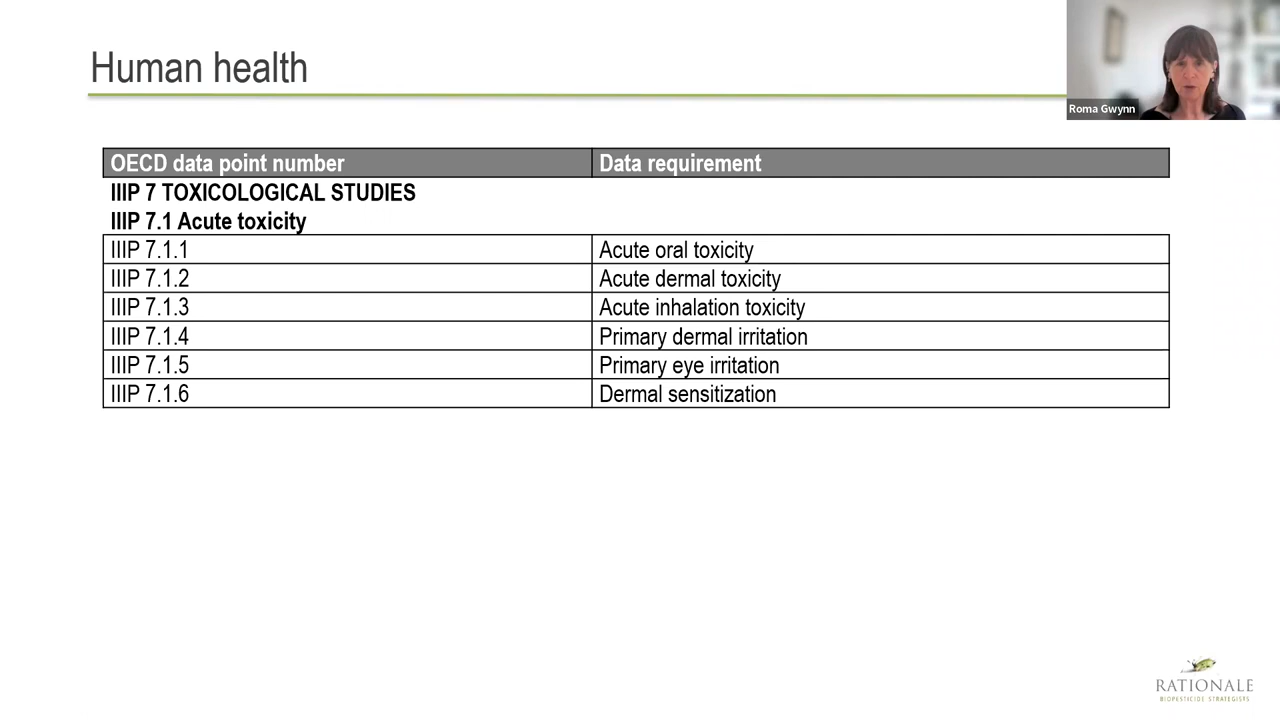 Human health
Roma Gwynn
OECD data point number Data requirement
IIIP 7 TOXICOLOGICAL STUDIES
IIIP 7.1 Acute toxicity
IIIP 7.1.1 Acute oral toxicity
IIIP 7.1.2 Acute dermal toxicity
IIIP 7.1.3 Acute inhalation toxicity
IIIP 7.1.4 Primary dermal irritation
IIIP 7.1.5 Primary eye irritation
IIIP 7.1.6 Dermal sensitization
RATIONALE
BIOPESTICIDE STRATEGISTS